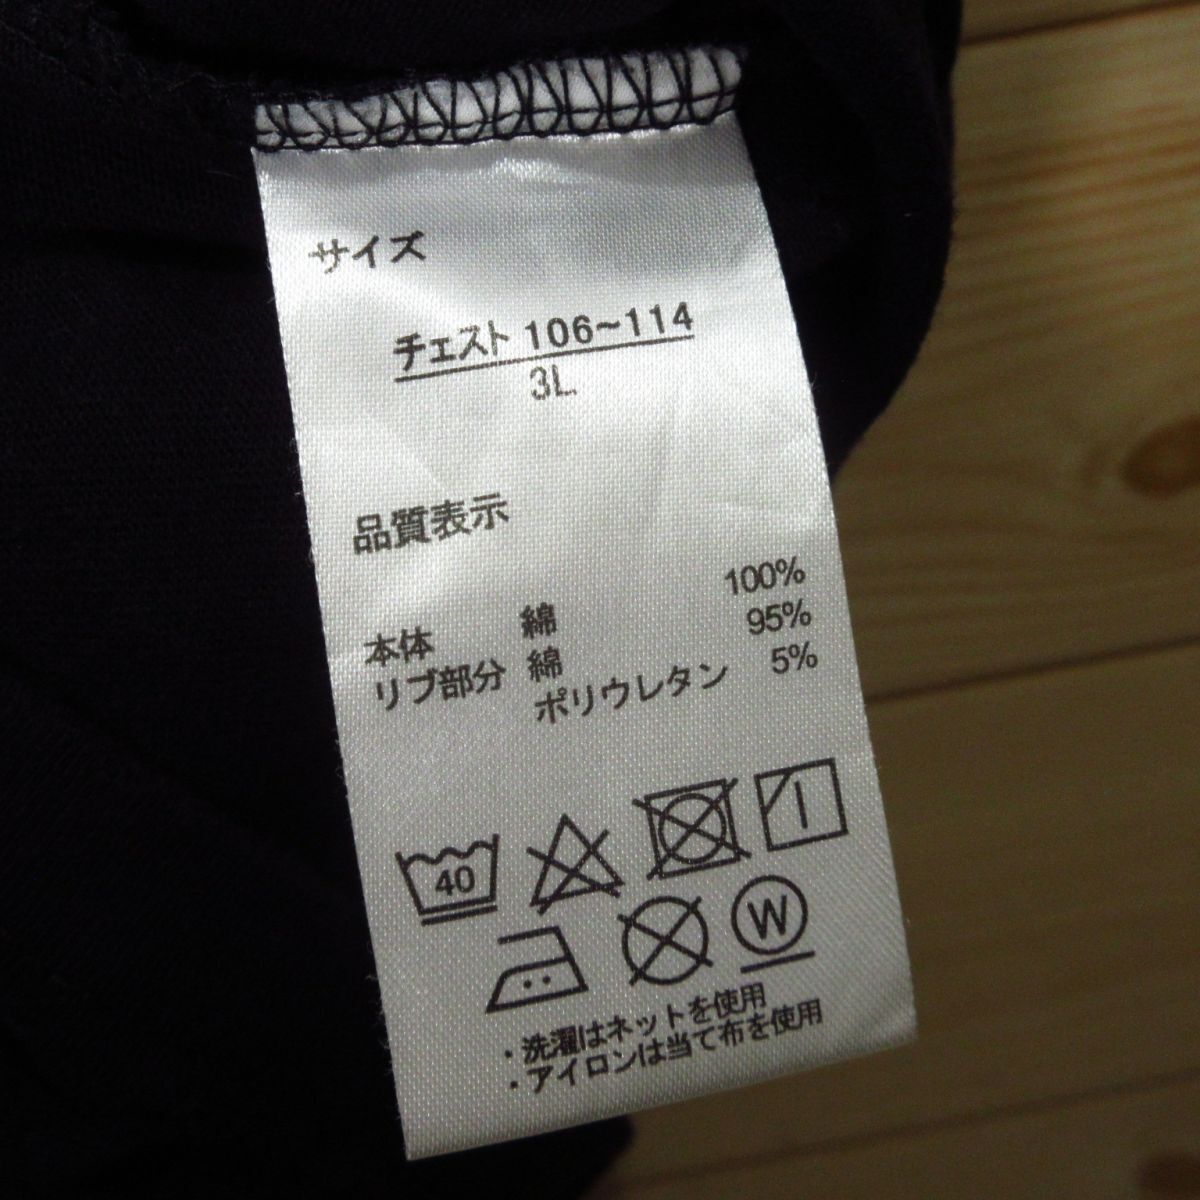 サイズ
チェスト 106~114
3L
品質表示
本体 綿 100%
リブ部分 綿 95%
ポリウレタン 5%
40
W
・洗濯はネットを使用
・アイロンは当て布を使用